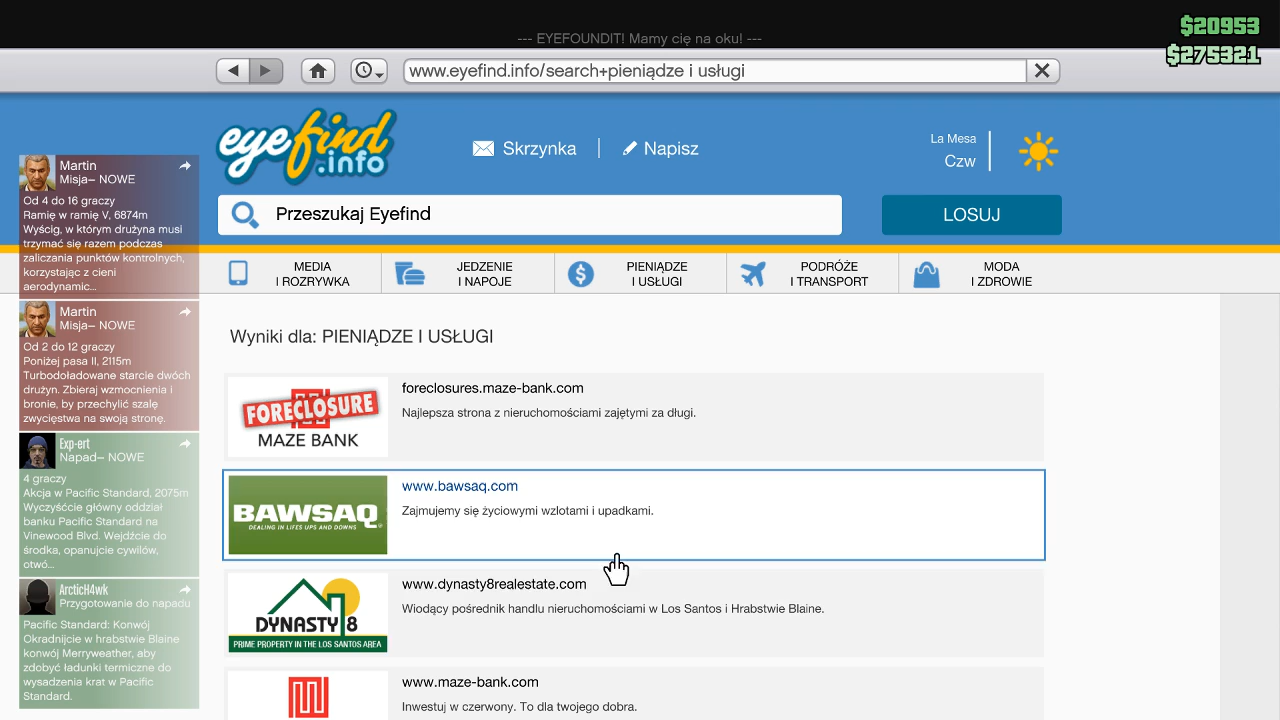 $20953
--- EYEFOUNDIT! Mamy cię na oku! ---
$275321
www.eyefind.info/search+pieniądze i usługi
eyefind
.info
Skrzynka
Napisz
La Mesa
Czw
Przeszukaj Eyefind
LOSUJ
MEDIA
I ROZRYWKA
JEDZENIE
I NAPOJE
PIENIĄDZE
I USŁUGI
PODRÓŻE
I TRANSPORT
MODA
I ZDROWIE
Martin
Misja– NOWE
Od 4 do 16 graczy
Ramię w ramię V, 6874m
Wyścig, w którym drużyna musi
trzymać się razem podczas
zaliczania punktów kontrolnych,
korzystając z cieni
aerodynamic...
Martin
Misja– NOWE
Od 2 do 12 graczy
Poniżej pasa II, 2115m
Turbodoładowane starcie dwóch
drużyn. Zbieraj wzmocnienia i
bronie, by przechylić szalę
zwycięstwa na swoją stronę.
Exp-ert
Napad– NOWE
4 graczy
Akcja w Pacific Standard, 2075m
Wyczyśćcie główny oddział
banku Pacific Standard na
Vinewood Blvd. Wejdźcie do
środka, opanujcie cywilów,
otwó...
ArcticH4wk
Przygotowanie do napadu
Pacific Standard: Konwój
Okradnijcie w hrabstwie Blaine
konwój Merryweather, aby
zdobyć ładunki termiczne do
wysadzenia krat w Pacific
Standard.
Wyniki dla: PIENIĄDZE I USŁUGI
FORECLOSURE
MAZE BANK
foreclosures.maze-bank.com
Najlepsza strona z nieruchomościami zajętymi za długi.
BAWSAQ®
DEALING IN LIFES UPS AND DOWNS
www.bawsaq.com
Zajmujemy się życiowymi wzlotami i upadkami.
DYNASTY 8
PRIME PROPERTY IN THE LOS SANTOS AREA
www.dynasty8realestate.com
Wiodący pośrednik handlu nieruchomościami w Los Santos i Hrabstwie Blaine.
www.maze-bank.com
Inwestuj w czerwony. To dla twojego dobra.